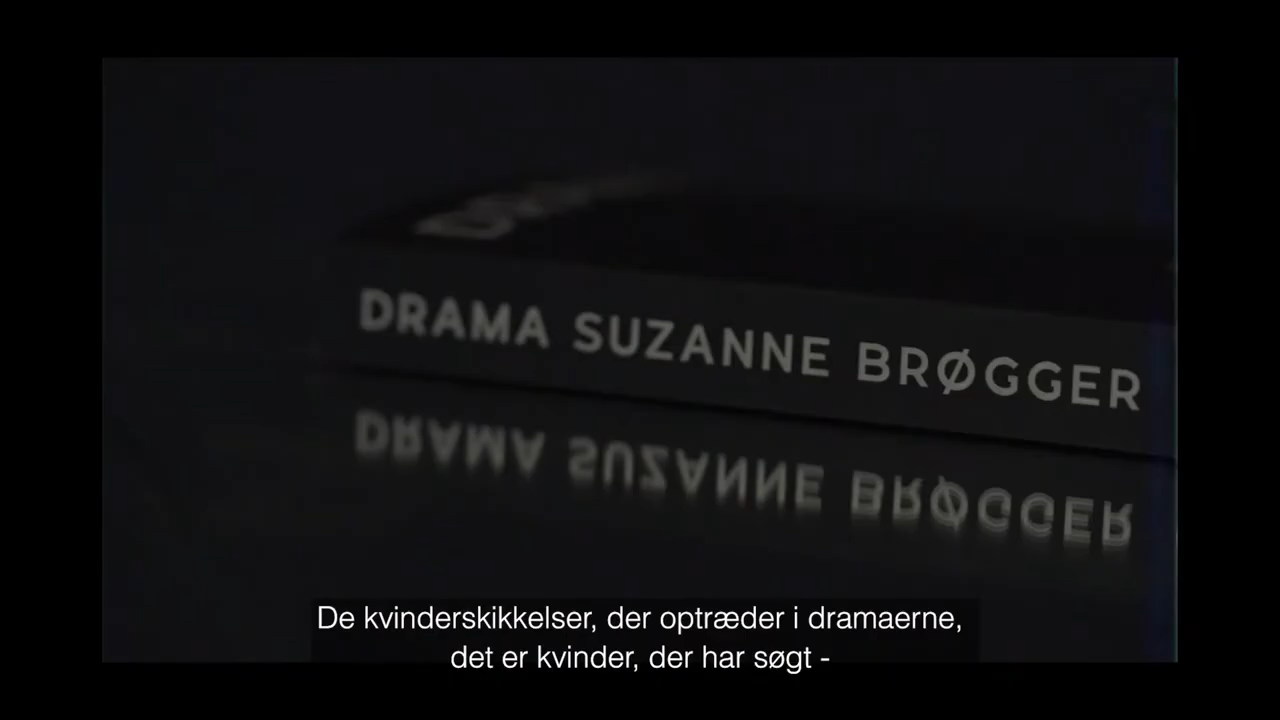 DRAMA SUZANNE BRØGGER
De kvinderskikkelser, der optræder i dramaerne,
det er kvinder, der har søgt -